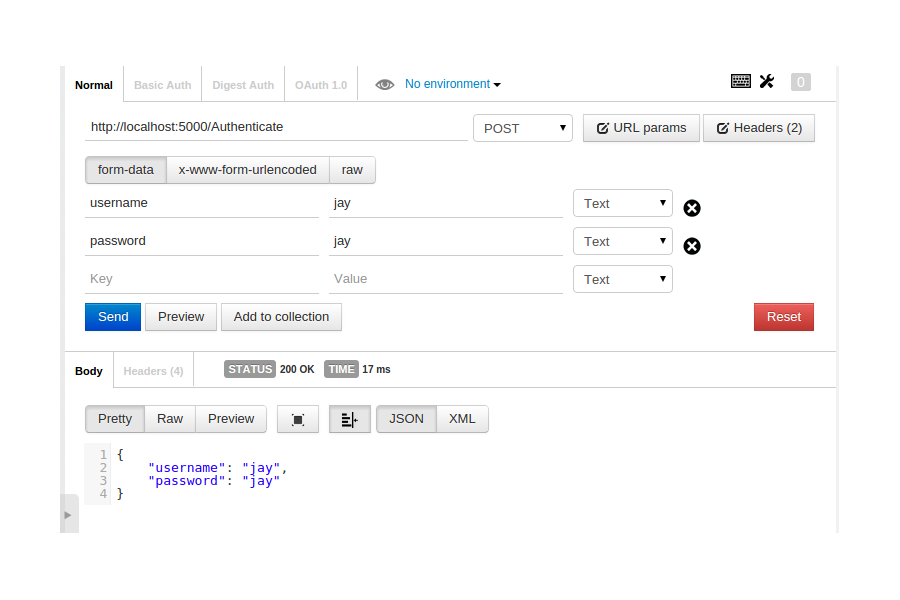 Normal Basic Auth Digest Auth OAuth 1.0 No environment 0
http://localhost:5000/Authenticate POST URL params Headers (2)
form-data x-www-form-urlencoded raw
username jay Text
password jay Text
Key Value Text
Send Preview Add to collection Reset
Body Headers (4) STATUS 200 OK TIME 17 ms
Pretty Raw Preview JSON XML
1 {
2 "username": "jay",
3 "password": "jay"
4 }